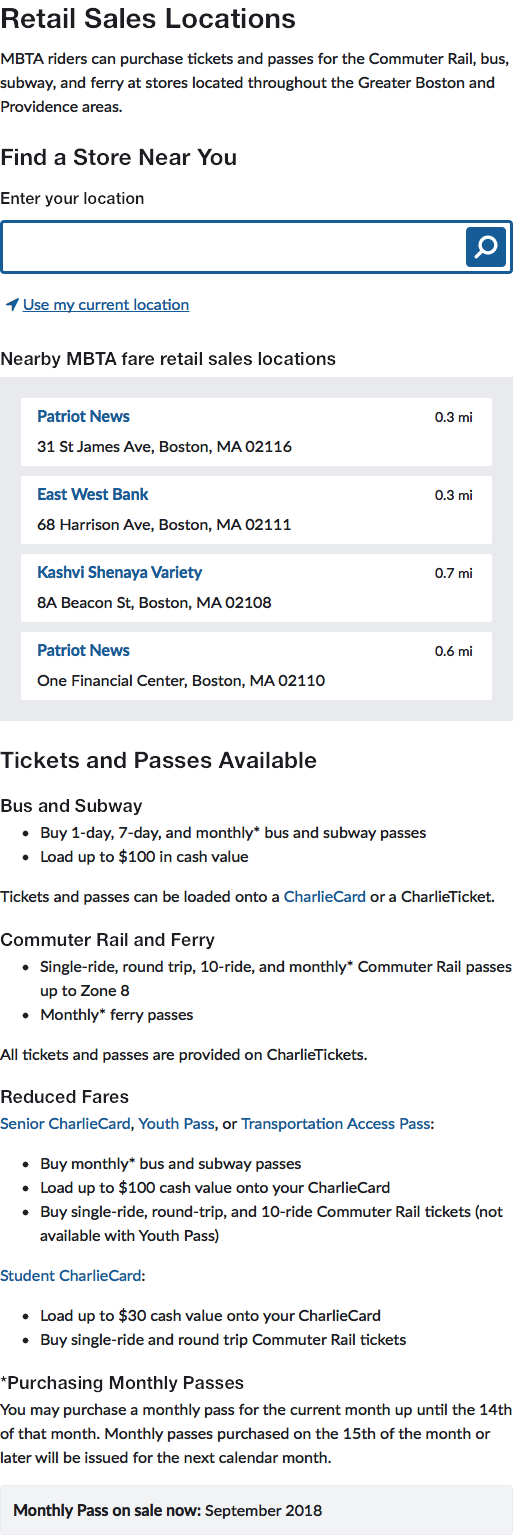 Retail Sales Locations
MBTA riders can purchase tickets and passes for the Commuter Rail, bus,
subway, and ferry at stores located throughout the Greater Boston and
Providence areas.
Find a Store Near You
Enter your location
Use my current location
Nearby MBTA fare retail sales locations
Patriot News 0.3 mi
31 St James Ave, Boston, MA 02116
East West Bank 0.3 mi
68 Harrison Ave, Boston, MA 02111
Kashvi Shenaya Variety 0.7 mi
8A Beacon St, Boston, MA 02108
Patriot News 0.6 mi
One Financial Center, Boston, MA 02110
Tickets and Passes Available
Bus and Subway
• Buy 1-day, 7-day, and monthly* bus and subway passes
• Load up to $100 in cash value
Tickets and passes can be loaded onto a CharlieCard or a CharlieTicket.
Commuter Rail and Ferry
• Single-ride, round trip, 10-ride, and monthly* Commuter Rail passes
up to Zone 8
• Monthly* ferry passes
All tickets and passes are provided on CharlieTickets.
Reduced Fares
Senior CharlieCard, Youth Pass, or Transportation Access Pass:
• Buy monthly* bus and subway passes
• Load up to $100 cash value onto your CharlieCard
• Buy single-ride, round-trip, and 10-ride Commuter Rail tickets (not
available with Youth Pass)
Student CharlieCard:
• Load up to $30 cash value onto your CharlieCard
• Buy single-ride and round trip Commuter Rail tickets
*Purchasing Monthly Passes
You may purchase a monthly pass for the current month up until the 14th
of that month. Monthly passes purchased on the 15th of the month or
later will be issued for the next calendar month.
Monthly Pass on sale now: September 2018